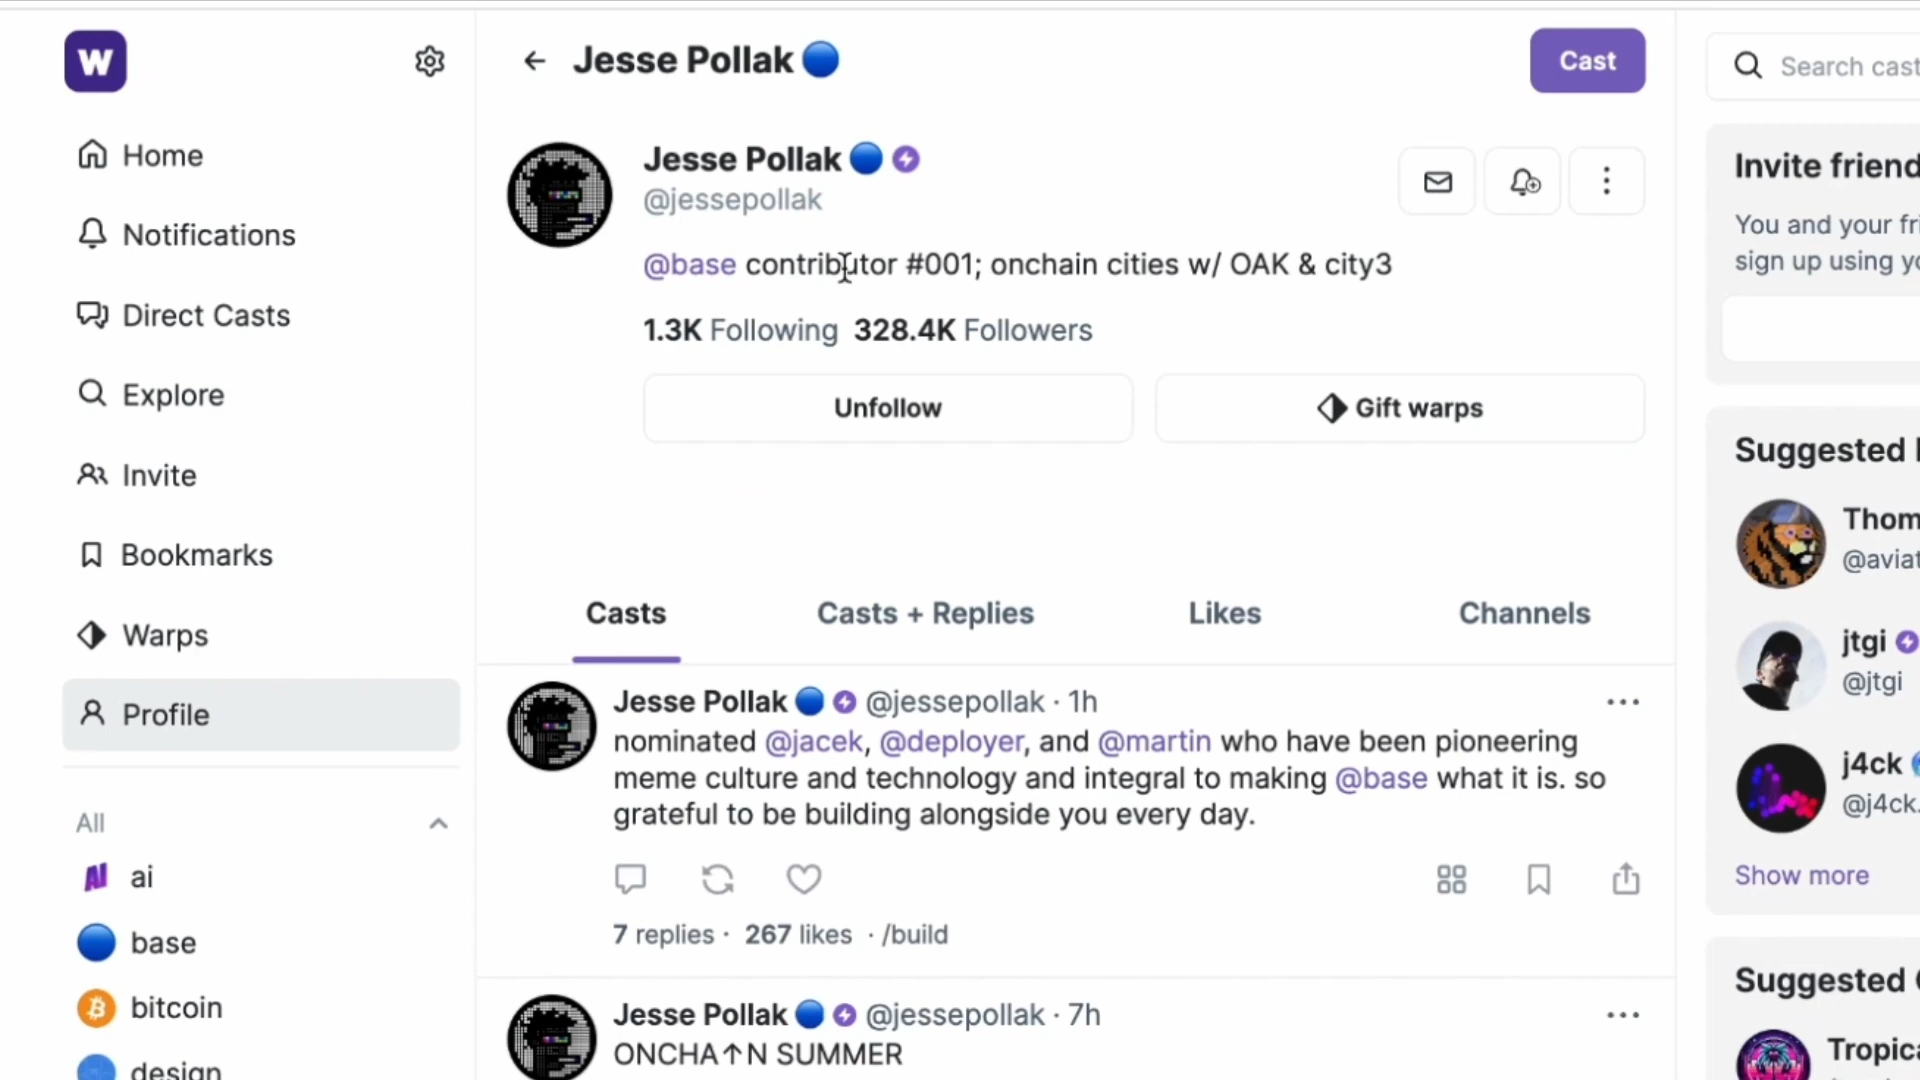 W
Home
Notifications
Direct Casts
Explore
Invite
Bookmarks
Warps
Profile
All
ai
base
bitcoin
design
Jesse Pollak
Cast
Jesse Pollak
@jessepollak
@base contributor #001; onchain cities w/ OAK & city3
1.3K Following 328.4K Followers
Unfollow
Gift warps
Casts
Casts + Replies
Likes
Channels
Jesse Pollak @jessepollak · 1h
nominated @jacek, @deployer, and @martin who have been pioneering
meme culture and technology and integral to making @base what it is. so
grateful to be building alongside you every day.
7 replies · 267 likes · /build
Jesse Pollak @jessepollak · 7h
ONCHA↑N SUMMER
Search cast
Invite friend
You and your fri
sign up using yo
Suggested
Thom
@aviat
jtgi
@jtgi
j4ck
@j4ck.
Show more
Suggested
Tropica